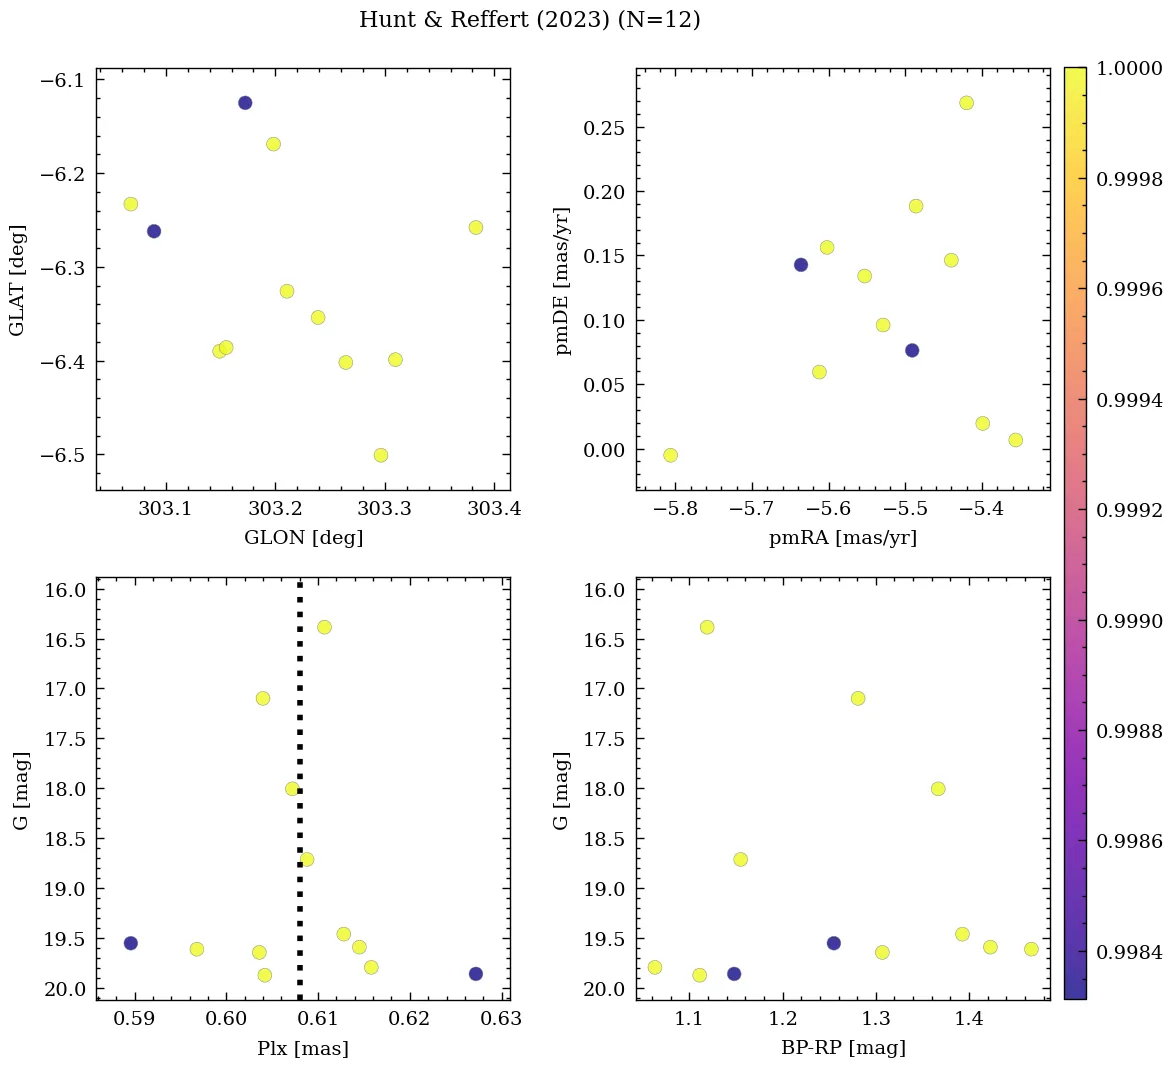 Hunt & Reffert (2023) (N=12)
−6.1
−6.2
−6.3
−6.4
−6.5
GLAT [deg]
303.1 303.2 303.3 303.4
GLON [deg]
0.25
0.20
0.15
0.10
0.05
0.00
pmDE [mas/yr]
−5.8 −5.7 −5.6 −5.5 −5.4
pmRA [mas/yr]
16.0
16.5
17.0
17.5
18.0
18.5
19.0
19.5
20.0
G [mag]
0.59 0.60 0.61 0.62 0.63
Plx [mas]
16.0
16.5
17.0
17.5
18.0
18.5
19.0
19.5
20.0
G [mag]
1.1 1.2 1.3 1.4
BP-RP [mag]
1.0000
0.9998
0.9996
0.9994
0.9992
0.9990
0.9988
0.9986
0.9984